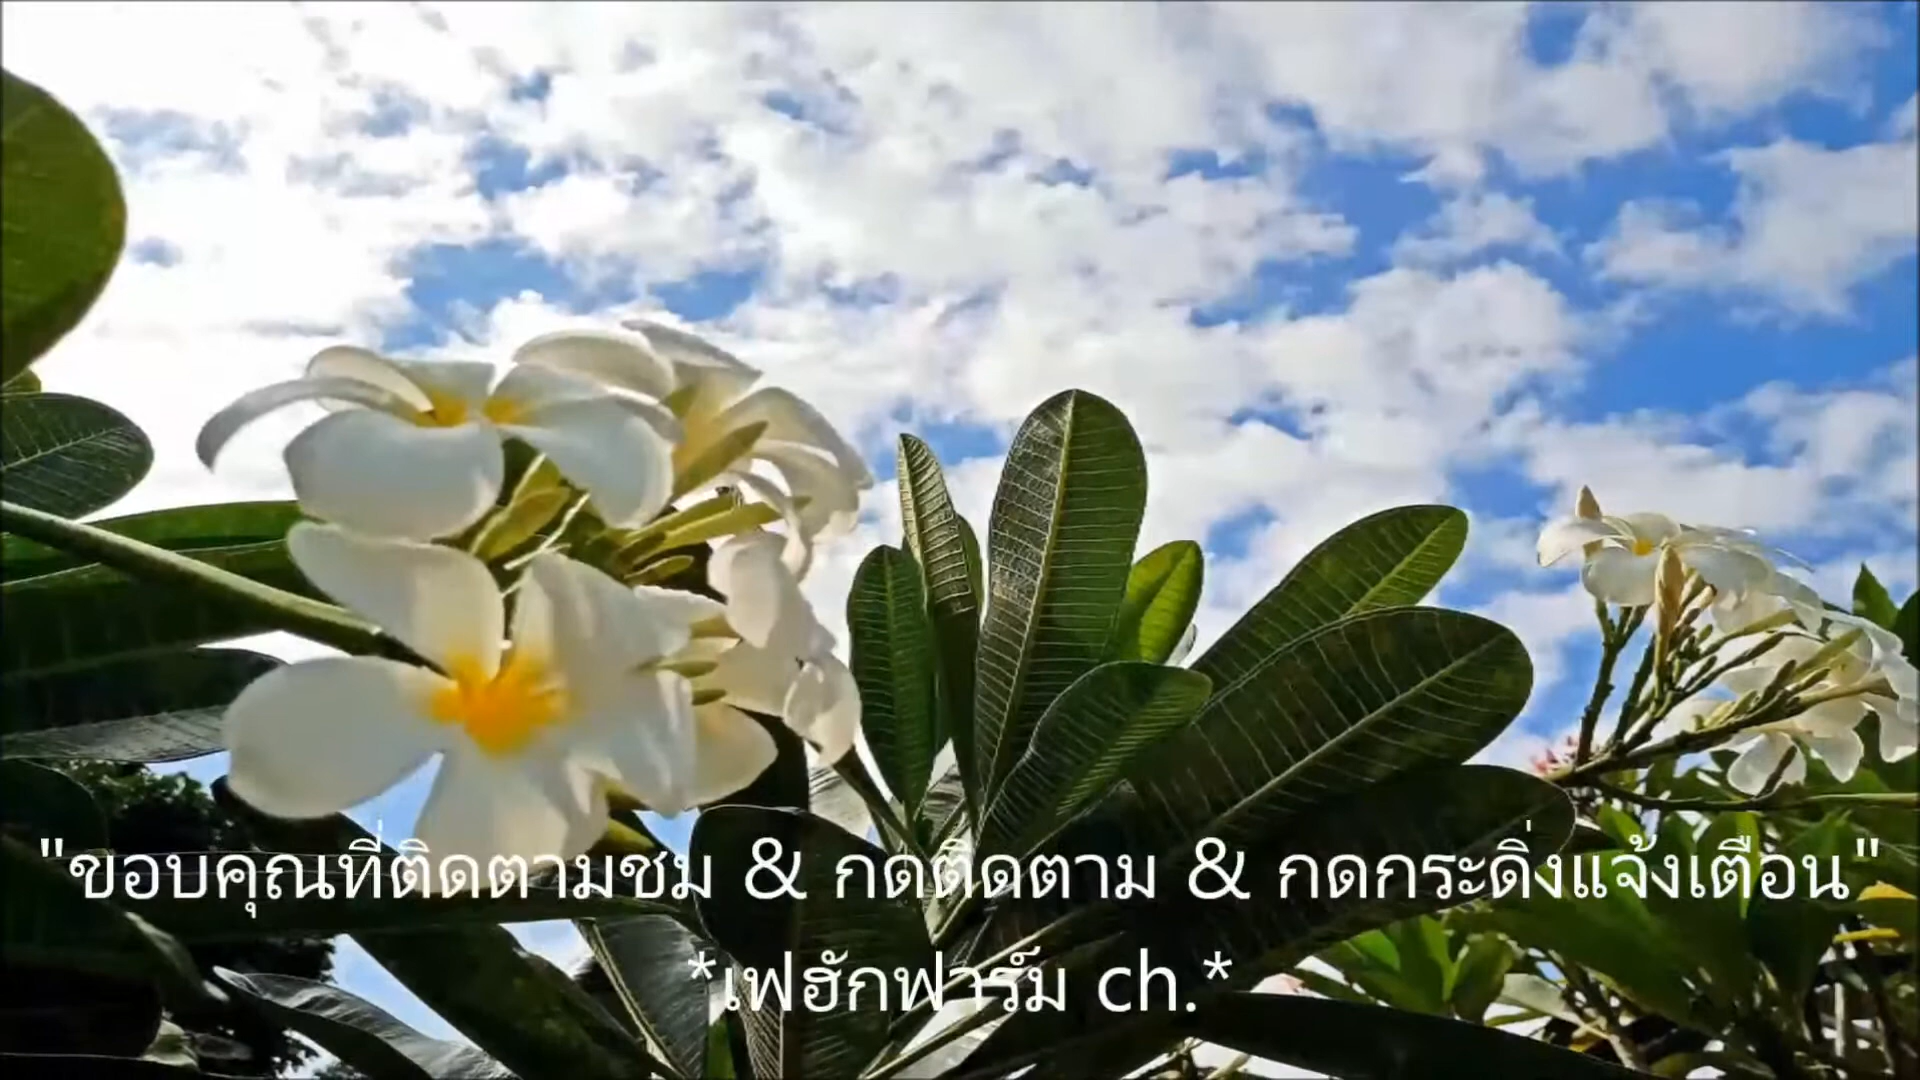 "ขอบคุณที่ติดตามชม & กดติดตาม & กดกระดิ่งแจ้งเตือน"
*เฟฮักฟาร์ม ch.*